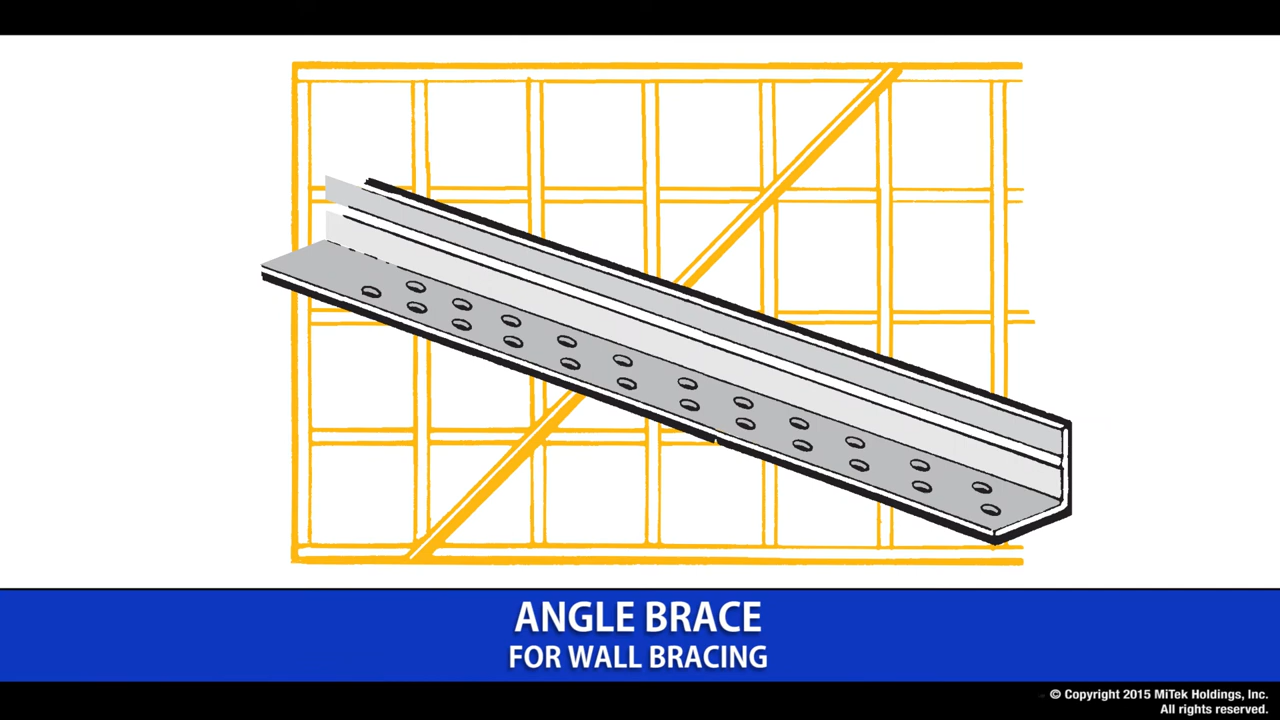 ANGLE BRACE
FOR WALL BRACING
© Copyright 2015 MiTek Holdings, Inc.
All rights reserved.